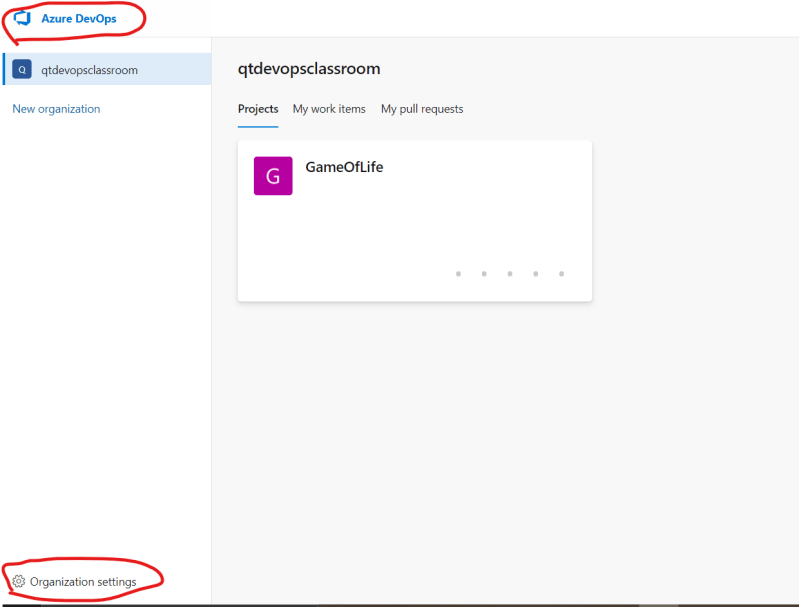 Azure DevOps
Q qtdevopsclassroom
New organization
qtdevopsclassroom
Projects My work items My pull requests
G GameOfLife
Organization settings